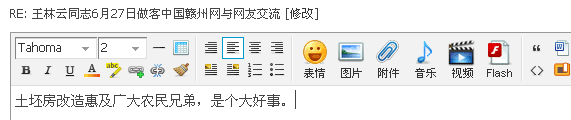 RE: 王林云同志6月27日做客中国赣州网与网友交流 [修改]
Tahoma 2
B I U A
表情 图片 附件 音乐 视频 Flash
土坯房改造惠及广大农民兄弟，是个大好事。